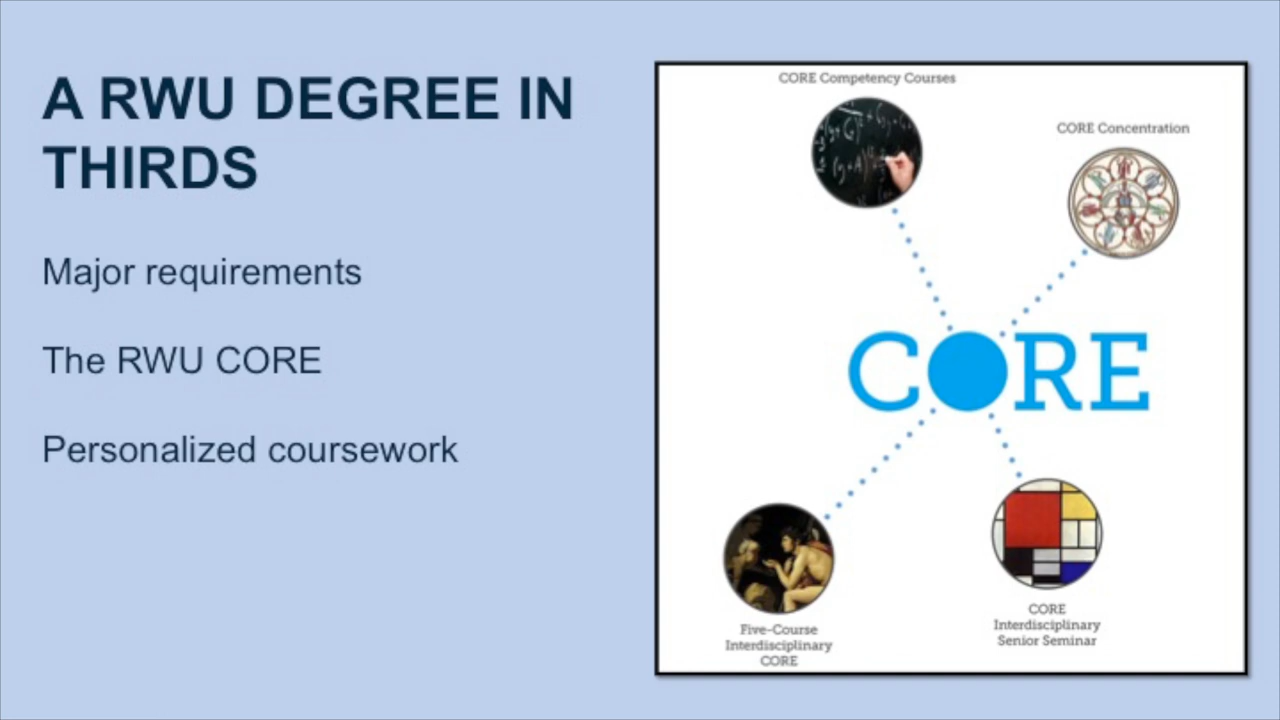 A RWU DEGREE IN
THIRDS
Major requirements
The RWU CORE
Personalized coursework
CORE Competency Courses
CORE Concentration
CORE
Five-Course
Interdisciplinary
CORE
CORE
Interdisciplinary
Senior Seminar